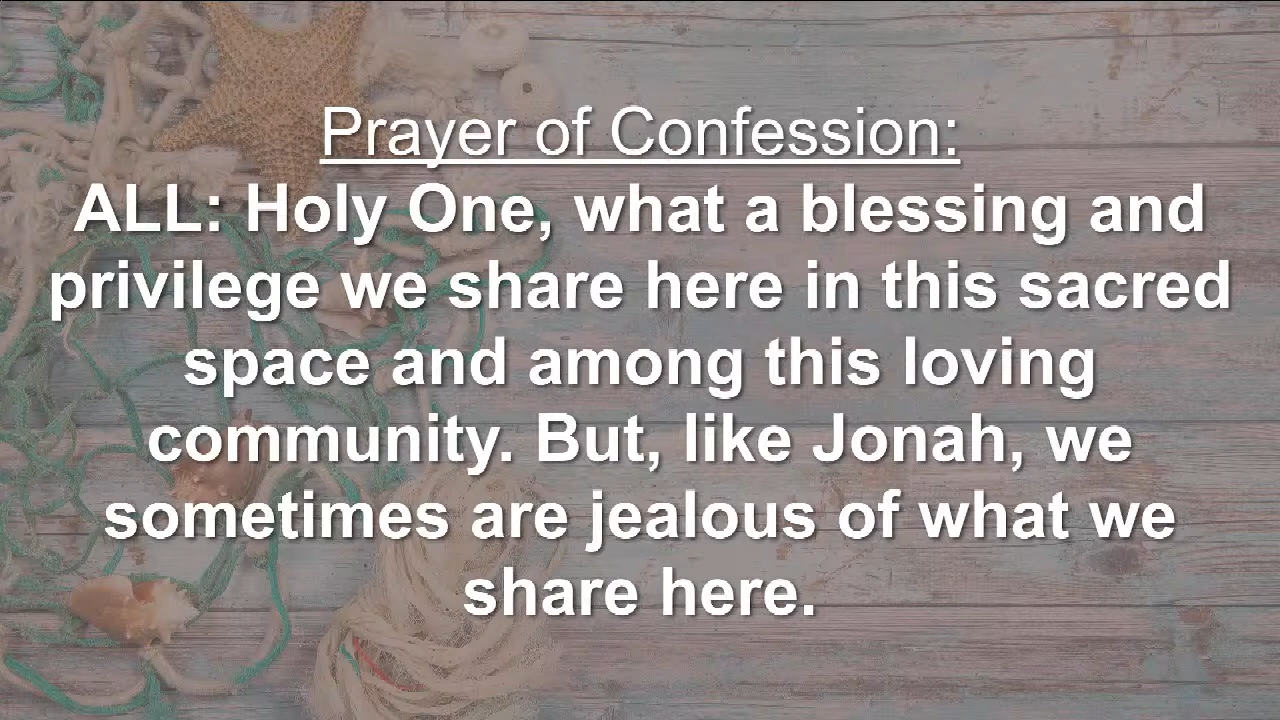 Prayer of Confession:
ALL: Holy One, what a blessing and
privilege we share here in this sacred
space and among this loving
community. But, like Jonah, we
sometimes are jealous of what we
share here.